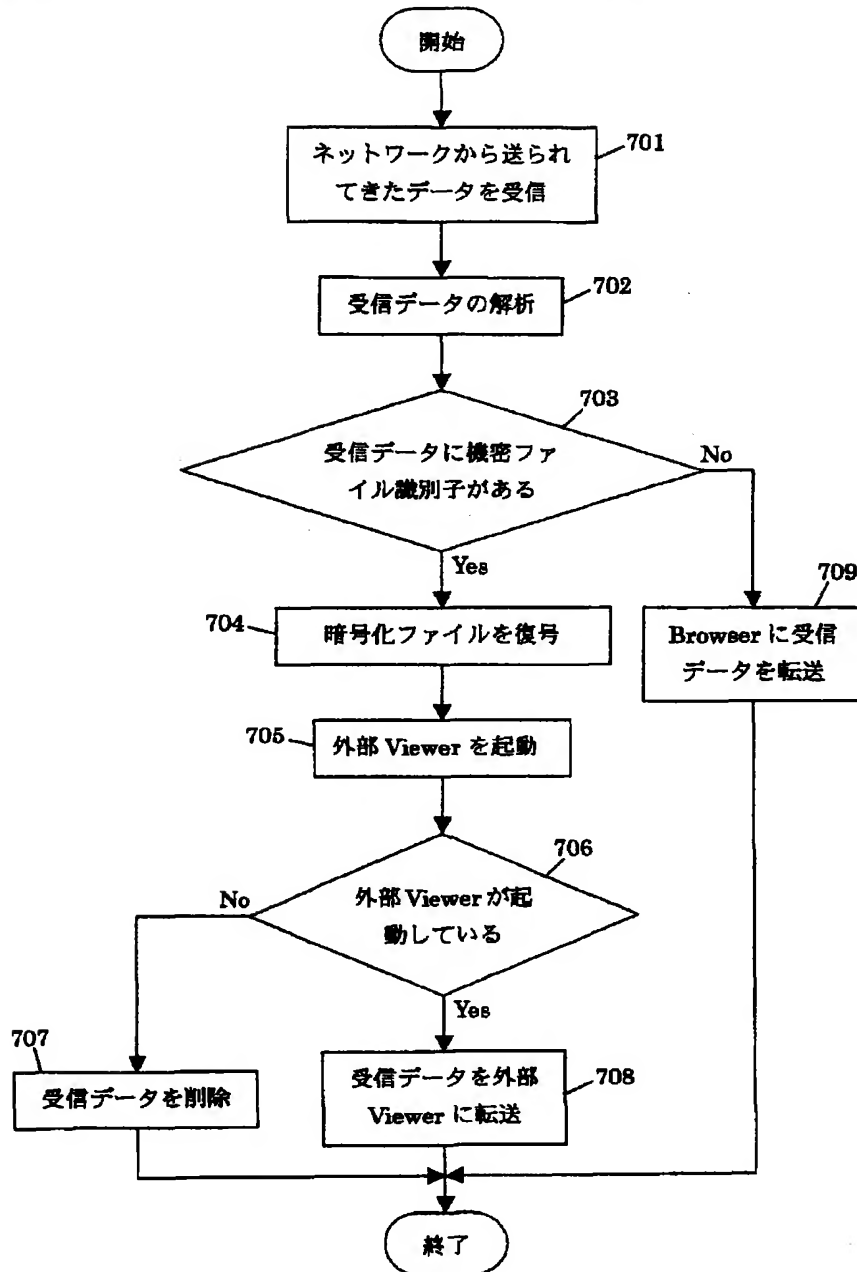 開始
ネットワークから送られ
てきたデータを受信
701
受信データの解析
702
703
受信データに機密ファ
イル識別子がある
No
Yes
704
暗号化ファイルを復号
709
Browser に受信
データを転送
705
外部 Viewer を起動
706
外部 Viewer が起
動している
No
Yes
707
受信データを削除
受信データを外部
Viewer に転送
708
終了